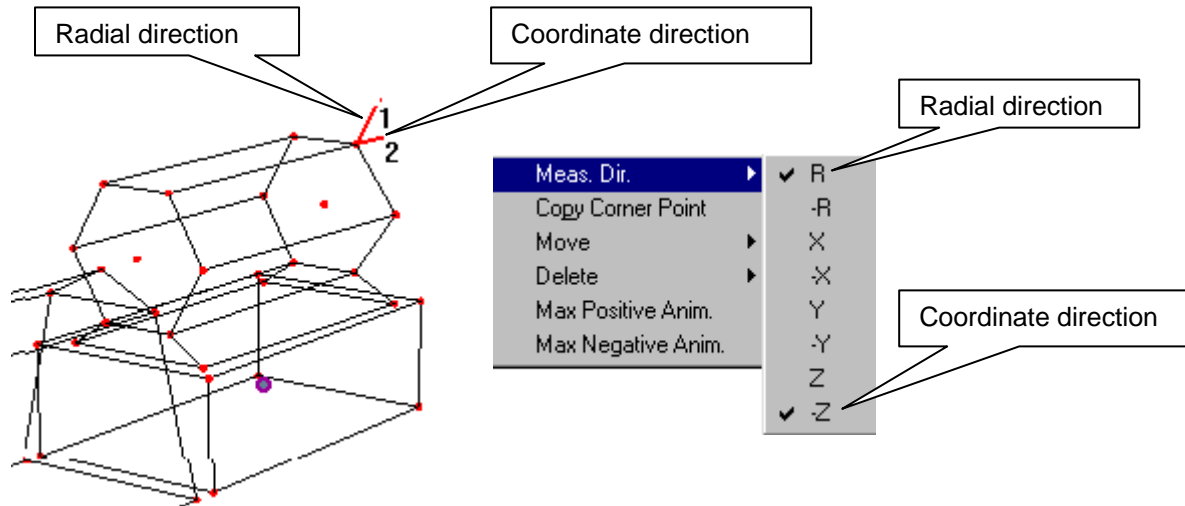 Radial direction
Coordinate direction
1
2
Radial direction
Meas. Dir.
Copy Corner Point
Move
Delete
Max Positive Anim.
Max Negative Anim.
R
-R
X
-X
Y
-Y
Z
-Z
Coordinate direction